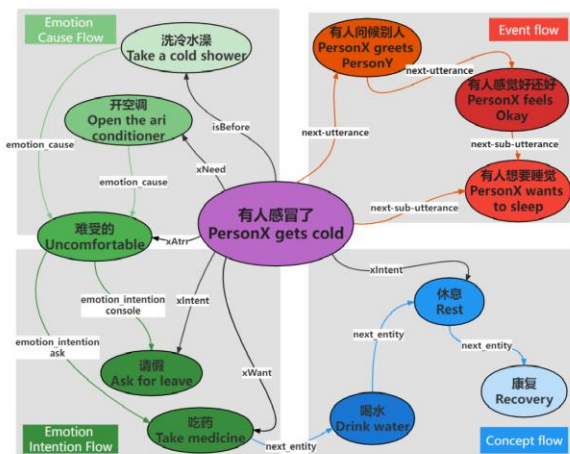 Emotion
Cause Flow
洗冷水澡
Take a cold shower
开空调
Open the ari
conditioner
emotion_cause
emotion_cause
isBefore
xNeed
难受的
Uncomfortable
xAtrr
有人感冒了
PersonX gets cold
有人问候别人
PersonX greets
PersonY
Event flow
next-utterance
有人感觉好还好
PersonX feels
Okay
next-utterance
next-sub-utterance
有人想要睡觉
PersonX wants
to sleep
next-sub-utterance
emotion_intention
console
emotion_intention
ask
xIntent
xWant
请假
Ask for leave
吃药
Take medicine
Emotion
Intention Flow
next_entity
xIntent
休息
Rest
next_entity
next_entity
康复
Recovery
喝水
Drink water
Concept flow